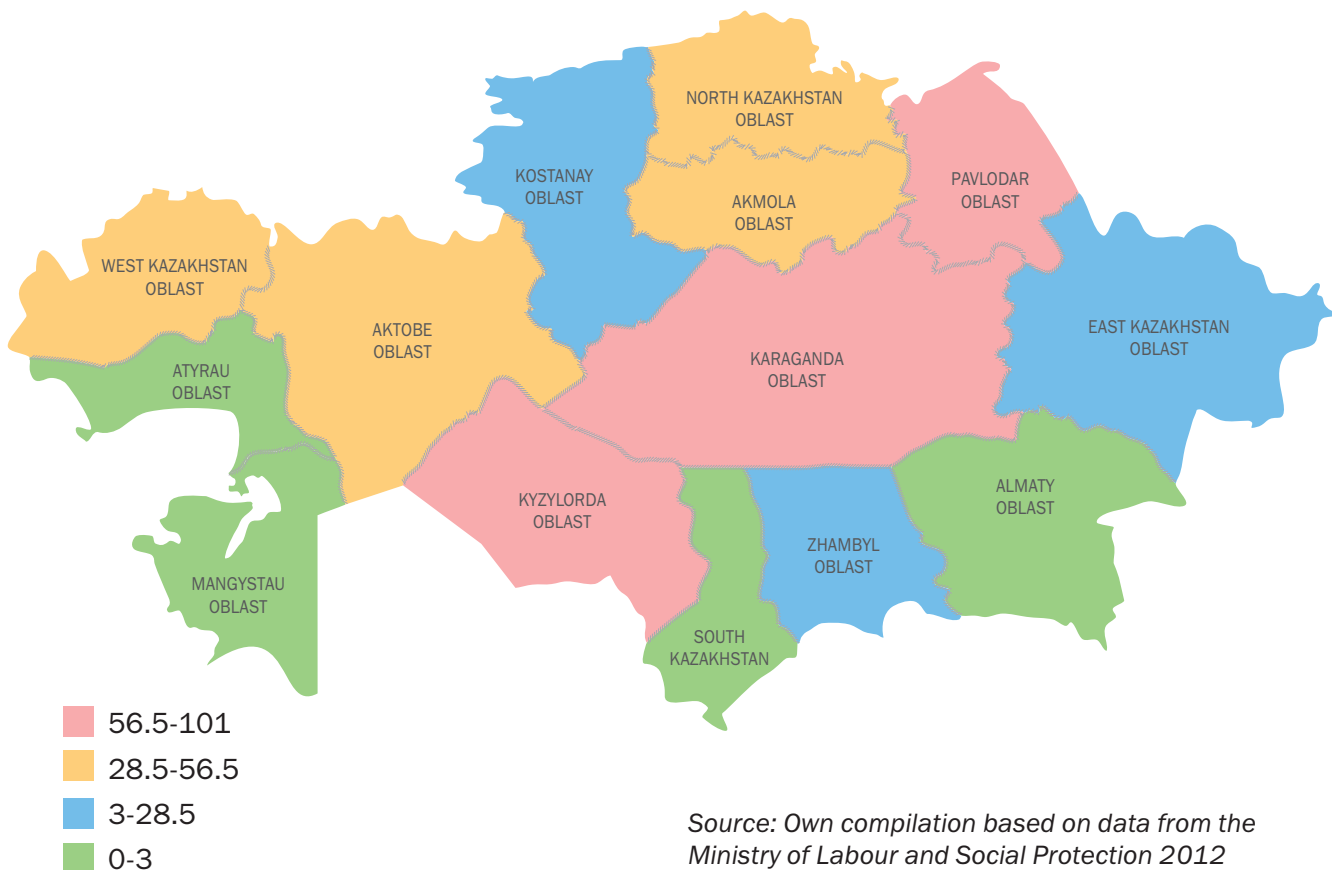 NORTH KAZAKHSTAN
OBLAST
KOSTANAY
OBLAST
PAVLODAR
OBLAST
AKMOLA
OBLAST
WEST KAZAKHSTAN
OBLAST
AKTOBE
OBLAST
EAST KAZAKHSTAN
OBLAST
KARAGANDA
OBLAST
ATYRAU
OBLAST
KYZYLORDA
OBLAST
ALMATY
OBLAST
ZHAMBYL
OBLAST
MANGYSTAU
OBLAST
SOUTH
KAZAKHSTAN
56.5-101
28.5-56.5
3-28.5
0-3
Source: Own compilation based on data from the
Ministry of Labour and Social Protection 2012